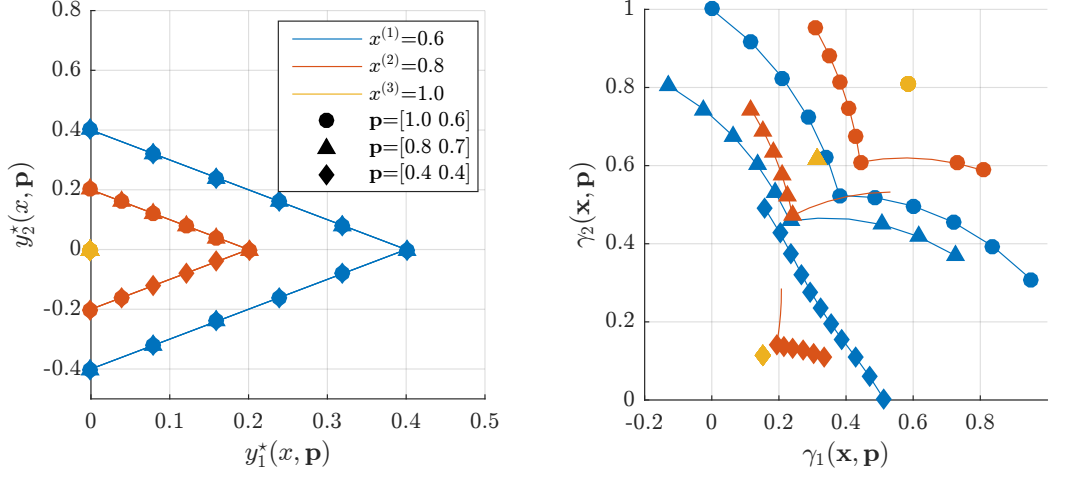 0.8
0.6
0.4
0.2
0
-0.2
-0.4
0
0.1
0.2
0.3
0.4
0.5
y₁*(x, p)
y₂*(x, p)
x⁽¹⁾=0.6
x⁽²⁾=0.8
x⁽³⁾=1.0
p=[1.0 0.6]
p=[0.8 0.7]
p=[0.4 0.4]
1
0.8
0.6
0.4
0.2
0
-0.2
0
0.2
0.4
0.6
0.8
γ₁(x, p)
γ₂(x, p)